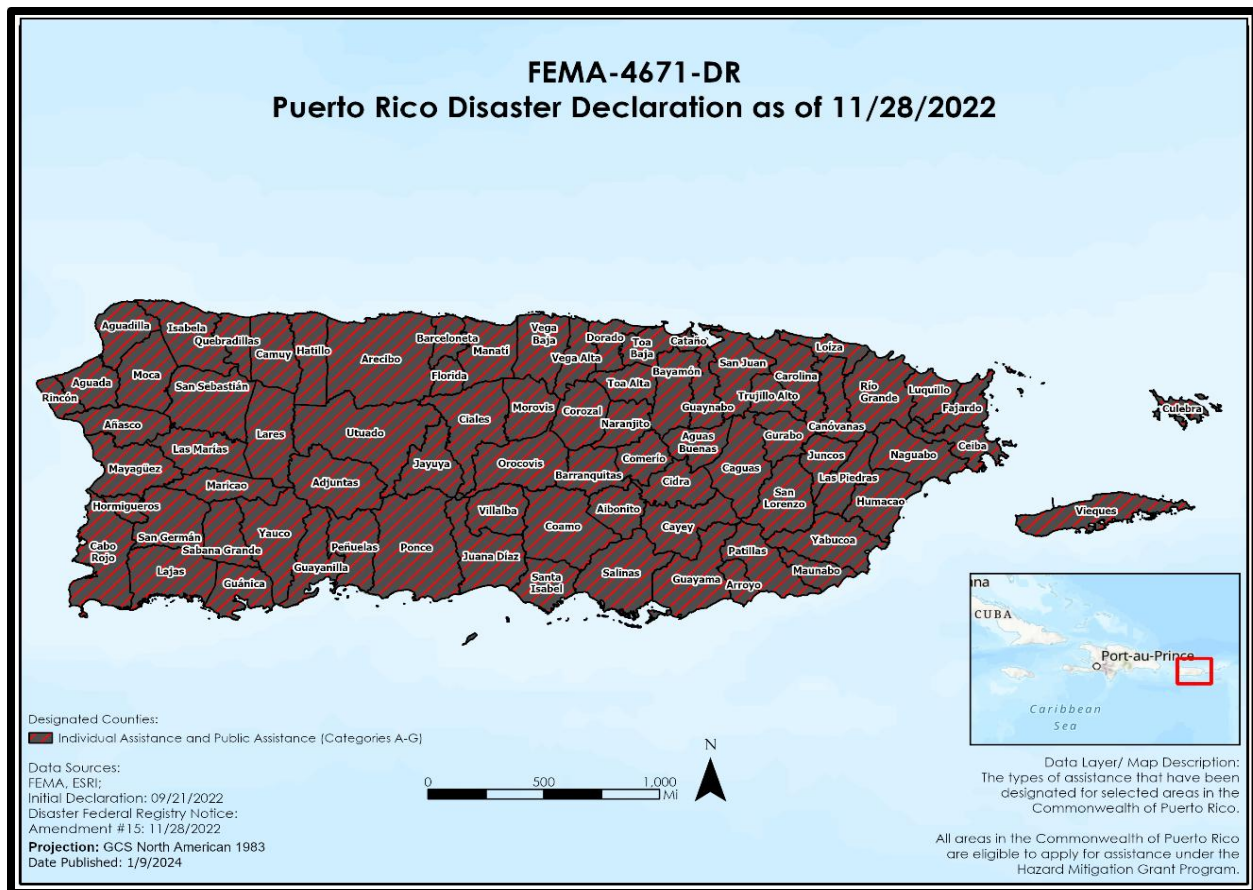 FEMA-4671-DR
Puerto Rico Disaster Declaration as of 11/28/2022
Aguadilla
Isabela
Quebradillas
Camuy
Hatillo
Arecibo
Barceloneta
Manatí
Vega
Baja
Vega Alta
Dorado
Toa
Baja
Cataño
San Juan
Loíza
Moca
San Sebastián
Florida
Toa Alta
Bayamón
Carolina
Trujillo Alto
Río
Grande
Luquillo
Fajardo
Culebra
Rincón
Aguada
Añasco
Las Marías
Lares
Utuado
Ciales
Morovis
Corozal
Naranjito
Guaynabo
Aguas
Buenas
Gurabo
Canóvanas
Juncos
Naguabo
Ceiba
Mayagüez
Maricao
Adjuntas
Jayuya
Orocovis
Barranquitas
Comerío
Cidra
Caguas
San
Lorenzo
Las Piedras
Humacao
Vieques
Hormigueros
San Germán
Sabana Grande
Yauco
Villalba
Coamo
Aibonito
Cayey
Yabucoa
Cabo
Rojo
Lajas
Guánica
Guayanilla
Peñuelas
Ponce
Juana Díaz
Santa
Isabel
Salinas
Guayama
Patillas
Arroyo
Maunabo
ana
CUBA
Port-au-Prince
Caribbean
Sea
Designated Counties:
Individual Assistance and Public Assistance (Categories A-G)
Data Sources:
FEMA, ESRI;
Initial Declaration: 09/21/2022
Disaster Federal Registry Notice:
Amendment #15: 11/28/2022
Projection: GCS North American 1983
Date Published: 1/9/2024
0 500 1,000
Mi
N
Data Layer/ Map Description:
The types of assistance that have been
designated for selected areas in the
Commonwealth of Puerto Rico.
All areas in the Commonwealth of Puerto Rico
are eligible to apply for assistance under the
Hazard Mitigation Grant Program.